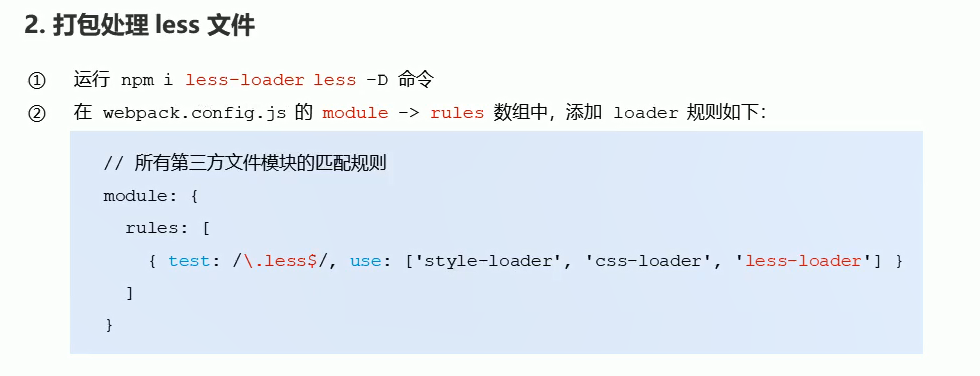 2. 打包处理 less 文件
① 运行 npm i less-loader less -D 命令
② 在 webpack.config.js 的 module -> rules 数组中，添加 loader 规则如下：
// 所有第三方文件模块的匹配规则
module: {
  rules: [
    { test: /\.less$/, use: ['style-loader', 'css-loader', 'less-loader'] }
  ]
}